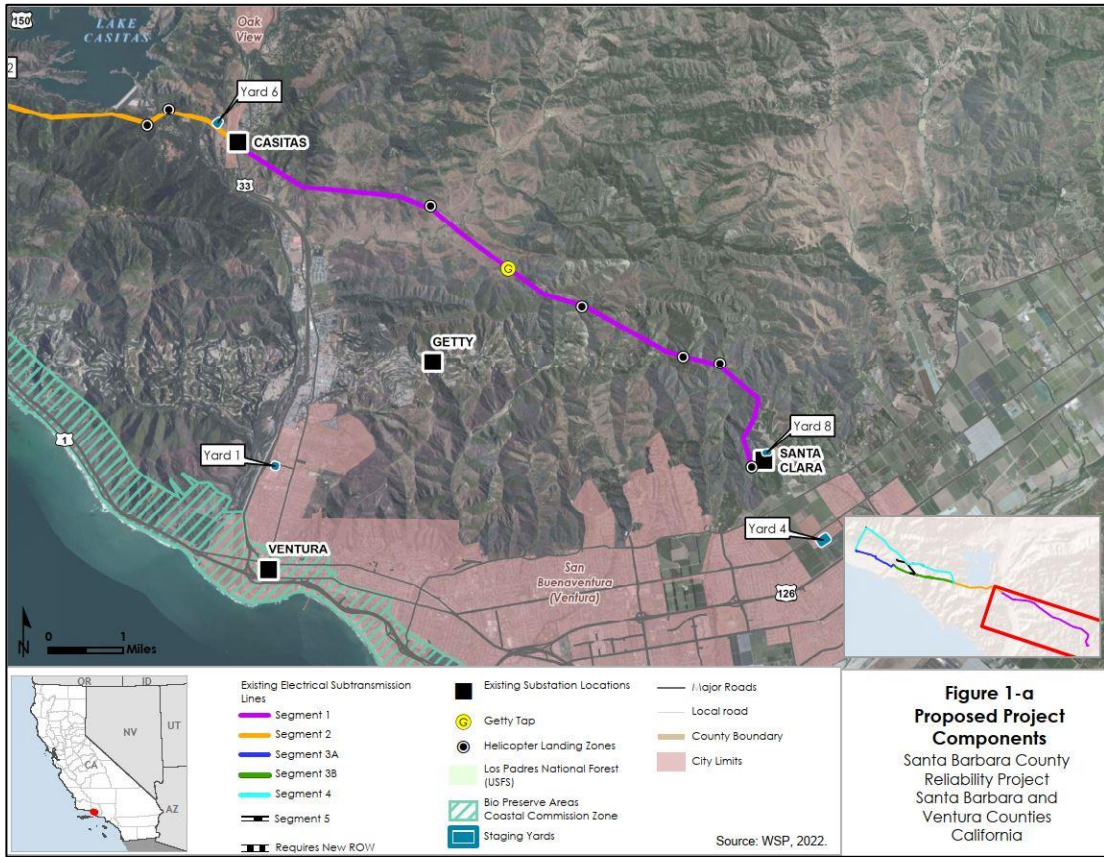 150
LAKE
CASITAS
Oak
View
2
Yard 6
CASITAS
33
G
GETTY
1
Yard 1
Yard 8
SANTA
CLARA
Yard 4
VENTURA
San
Buenaventura
(Ventura)
126
N
0 1
Miles
OR ID
NV UT
CA
AZ
Existing Electrical Subtransmission
Lines
Segment 1
Segment 2
Segment 3A
Segment 3B
Segment 4
Segment 5
Requires New ROW
Existing Substation Locations
G Getty Tap
Helicopter Landing Zones
Los Padres National Forest
(USFS)
Bio Preserve Areas
Coastal Commission Zone
Staging Yards
Major Roads
Local road
County Boundary
City Limits
Source: WSP, 2022.
Figure 1-a
Proposed Project
Components
Santa Barbara County
Reliability Project
Santa Barbara and
Ventura Counties
California